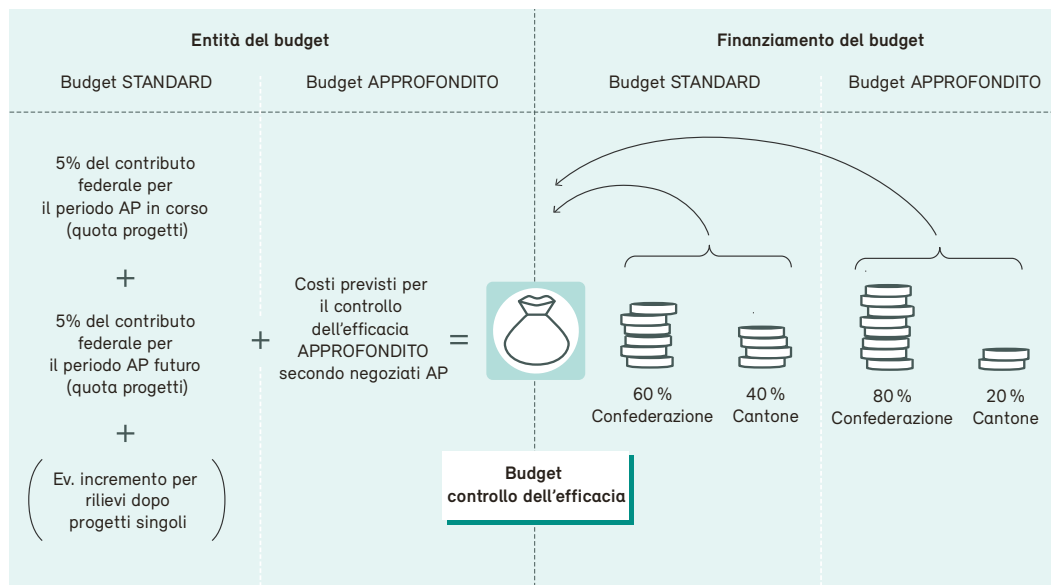 Entità del budget
Finanziamento del budget
Budget STANDARD
Budget APPROFONDITO
Budget STANDARD
Budget APPROFONDITO
5% del contributo
federale per
il periodo AP in corso
(quota progetti)
+
5% del contributo
federale per
il periodo AP futuro
(quota progetti)
+
(Ev. incremento per
rilievi dopo
progetti singoli)
+
Costi previsti per
il controllo
dell'efficacia
APPROFONDITO
secondo negoziati AP
=
Budget
controllo dell'efficacia
60 %
Confederazione
40 %
Cantone
80 %
Confederazione
20 %
Cantone